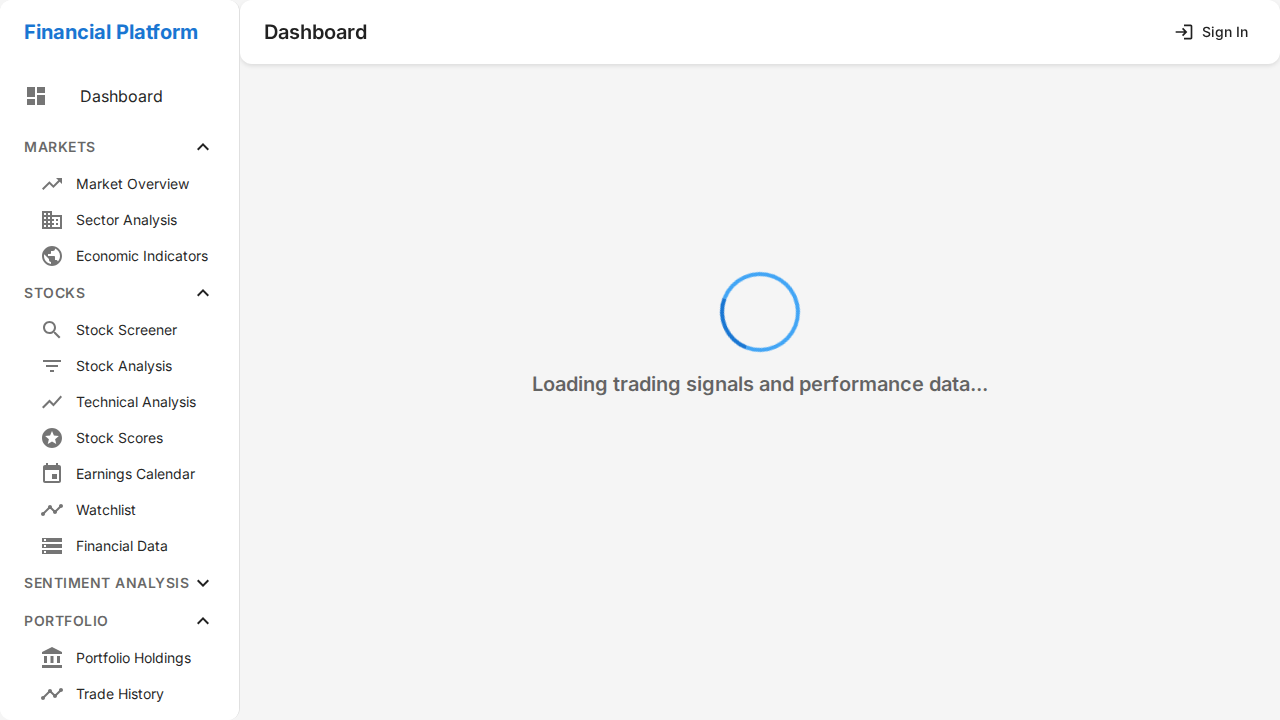 Financial Platform
Dashboard
MARKETS
Market Overview
Sector Analysis
Economic Indicators
STOCKS
Stock Screener
Stock Analysis
Technical Analysis
Stock Scores
Earnings Calendar
Watchlist
Financial Data
SENTIMENT ANALYSIS
PORTFOLIO
Portfolio Holdings
Trade History
Dashboard
Sign In
Loading trading signals and performance data...